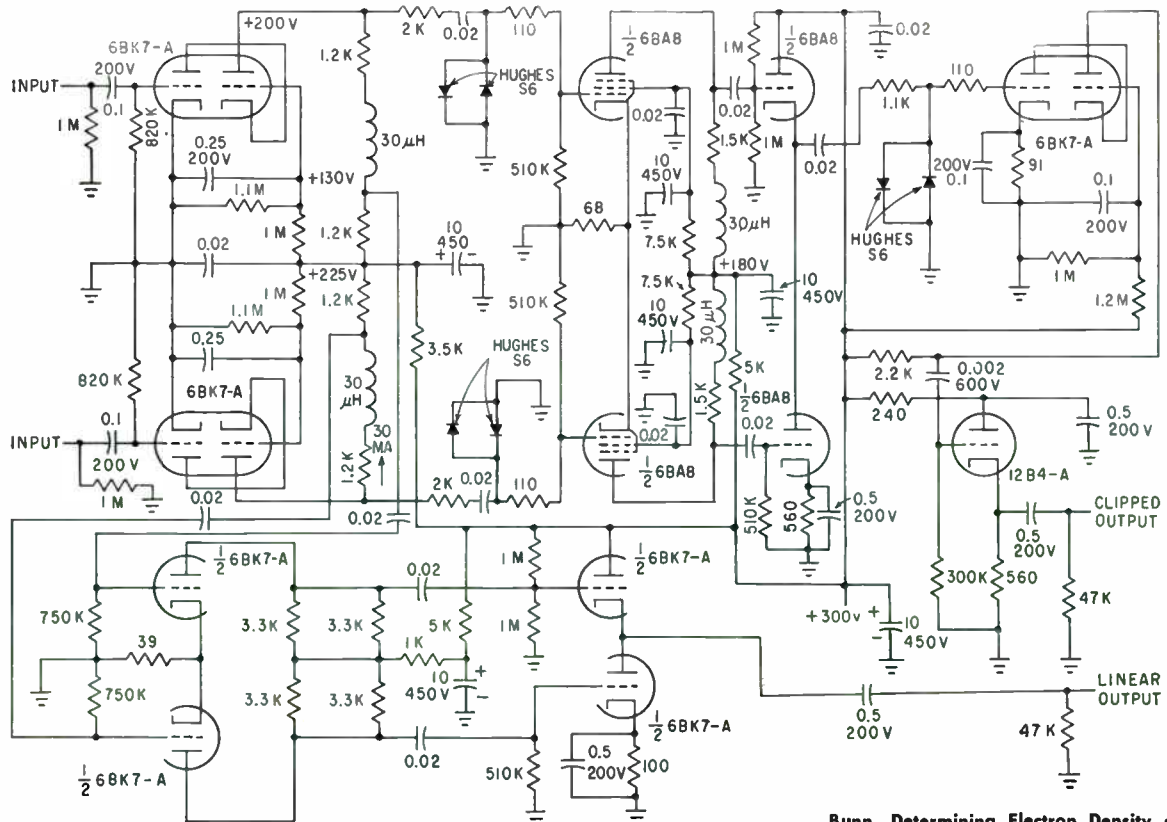 +200V
2K
0.02
110
1/2 6BA8
1M
1/2 6BA8
0.02
6BK7-A
200V
INPUT
0.1
1M
820K
1.2K
HUGHES
S6
0.02
0.02
1.1K
110
6BK7-A
0.25
200V
30μH
+130V
1.1M
1M
510K
10
450V
1.5K
1M
0.02
200V
0.1
91
0.1
200V
HUGHES
S6
0.02
1.2K
10
+ 450 -
68
7.5K
30μH
+225V
+180V
1M
1M
1.2K
7.5K
10
450V
1.2M
1.1M
510K
10
450V
30μH
0.25
3.5K
HUGHES
S6
5K
2.2K
0.002
600V
820K
6BK7-A
30
μH
1.5K
1/2 6BA8
240
0.5
200V
INPUT
0.1
200V
30
MA
1.2K
0.02
0.02
12B4-A
1M
0.02
2K
0.02
110
1/2 6BA8
510K
560
0.5
200V
CLIPPED
OUTPUT
0.02
0.5
200V
1/2 6BK7-A
1M
1/2 6BK7-A
0.02
300K
560
47K
750K
3.3K
3.3K
5K
1M
+300V
+
10
450V
-
39
1K
10
450V
+
-
LINEAR
OUTPUT
750K
3.3K
3.3K
0.5
200V
1/2 6BK7-A
0.02
1/2 6BK7-A
47K
510K
0.5
200V
100
Bunn, Determining Electron Density